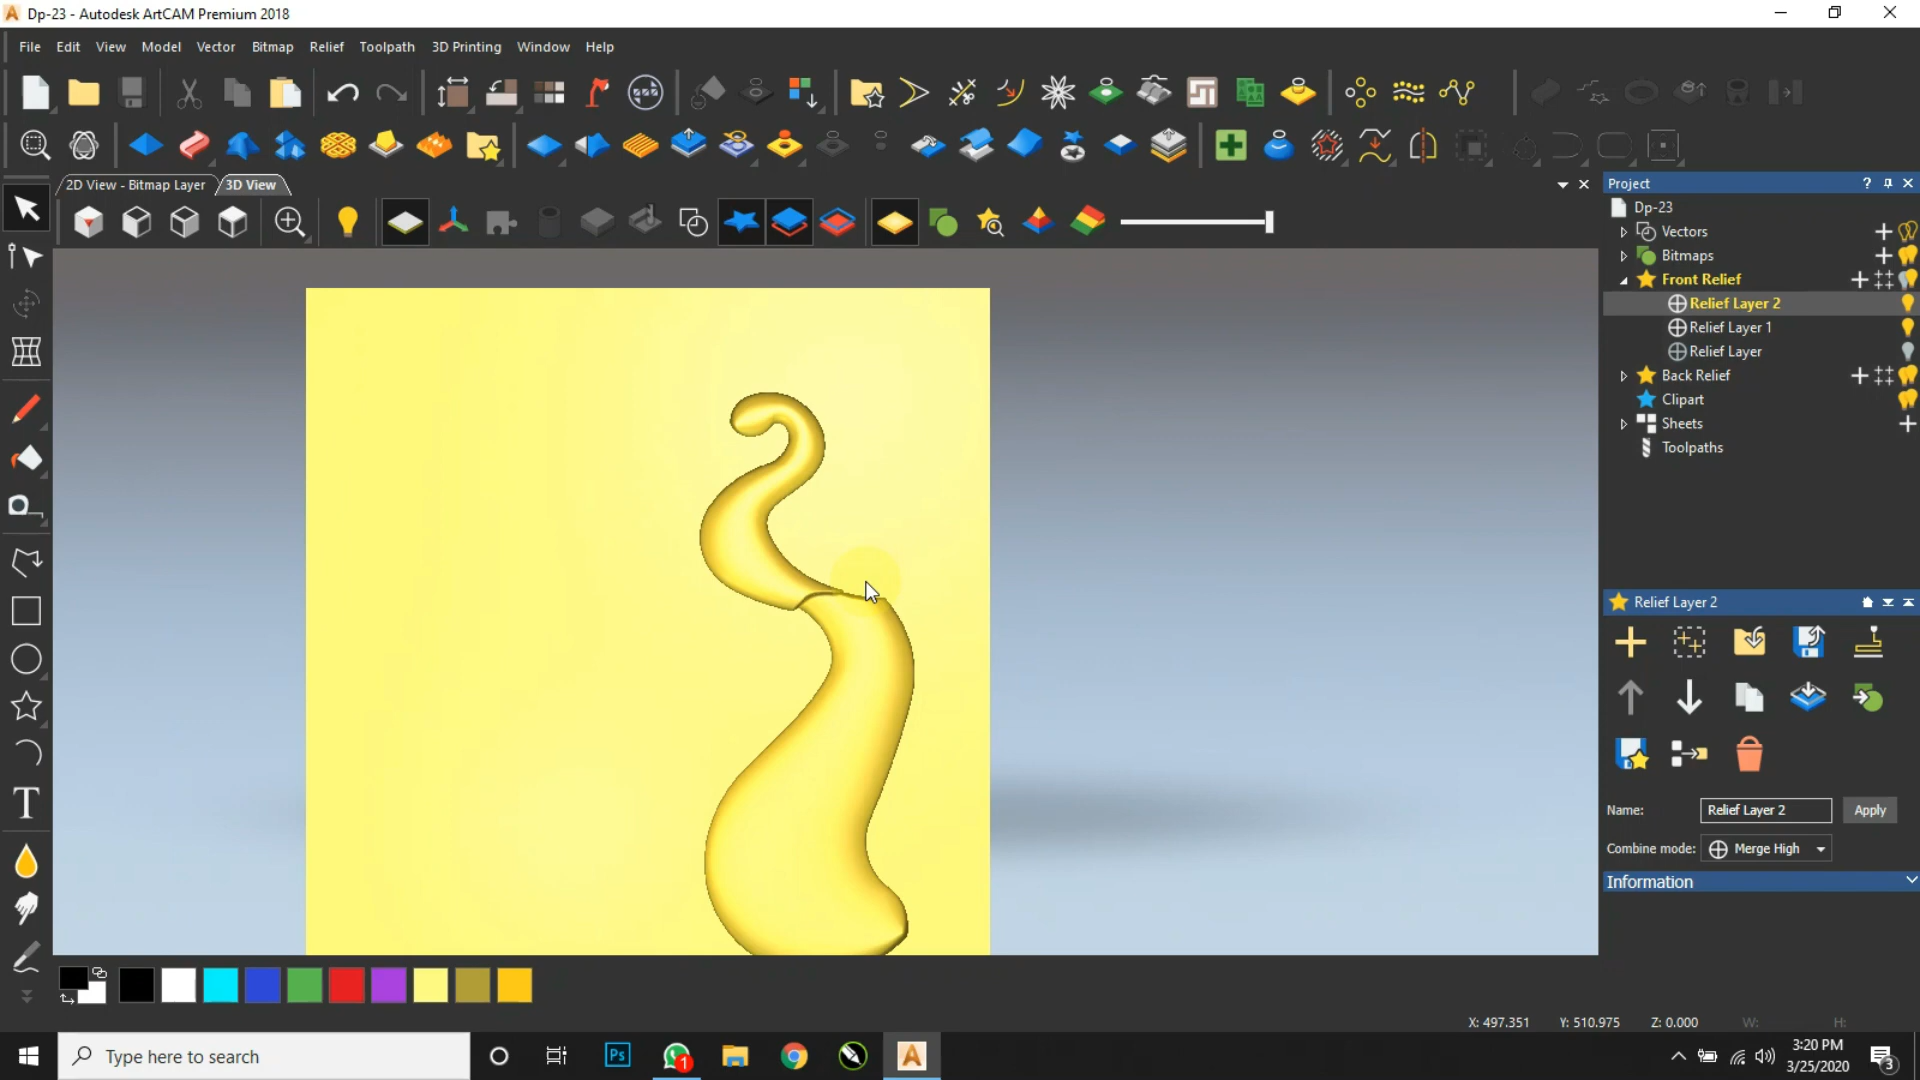 Dp-23 - Autodesk ArtCAM Premium 2018
File Edit View Model Vector Bitmap Relief Toolpath 3D Printing Window Help
2D View - Bitmap Layer 3D View
Project
Dp-23
Vectors
Bitmaps
Front Relief
Relief Layer 2
Relief Layer 1
Relief Layer
Back Relief
Clipart
Sheets
Toolpaths
Relief Layer 2
Name: Relief Layer 2 Apply
Combine mode: Merge High
Information
T
X: 497.351 Y: 510.975 Z: 0.000 W: H:
Type here to search
Ps
1
A
3:20 PM
3/25/2020
3